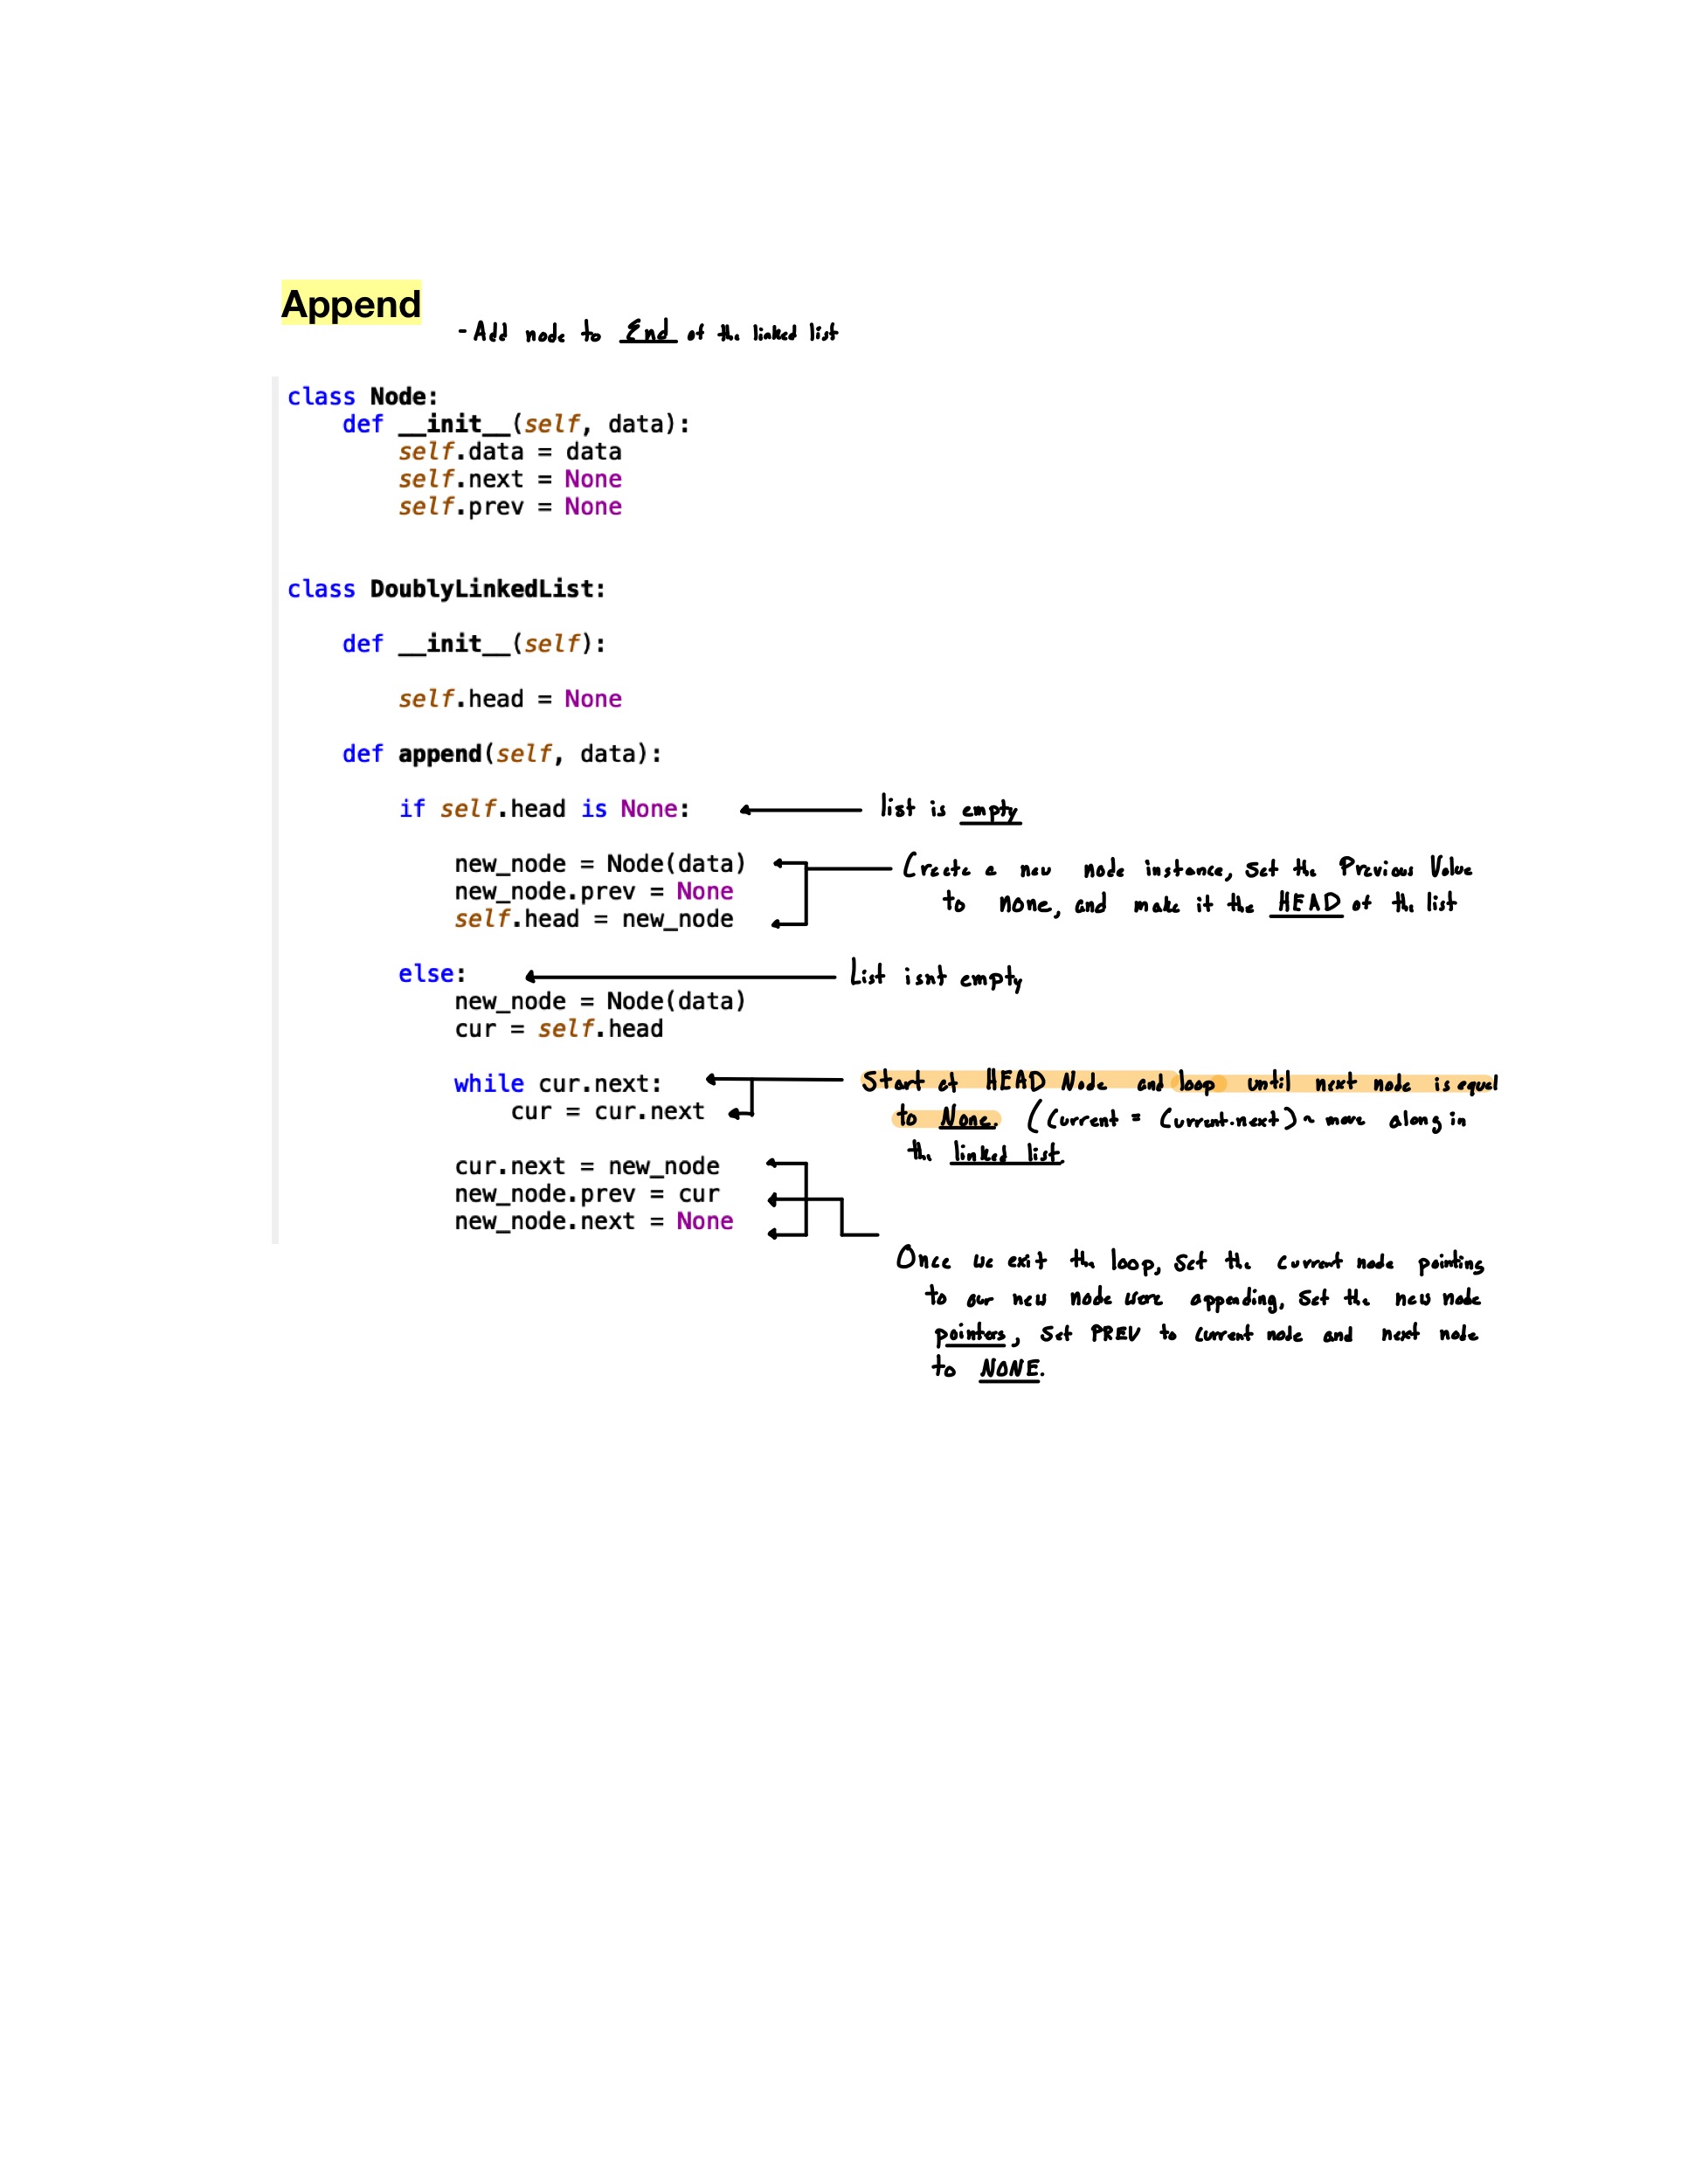 Append
- Add node to End of the linked list
class Node:
    def __init__(self, data):
        self.data = data
        self.next = None
        self.prev = None
class DoublyLinkedList:
    def __init__(self):
        self.head = None
    def append(self, data):
        if self.head is None:
list is empty
            new_node = Node(data)
            new_node.prev = None
            self.head = new_node
Create a new node instance, set the Previous Value
to none, and make it the HEAD of the list
        else:
List isnt empty
            new_node = Node(data)
            cur = self.head
            while cur.next:
                cur = cur.next
Start at HEAD Node and loop until next node is equal
to None. (Current = Current.next) ~ move along in
the linked list.
            cur.next = new_node
            new_node.prev = cur
            new_node.next = None
Once we exit the loop, set the current node pointing
to our new node were appending, set the new node
pointers, set PREV to current node and next node
to NONE.